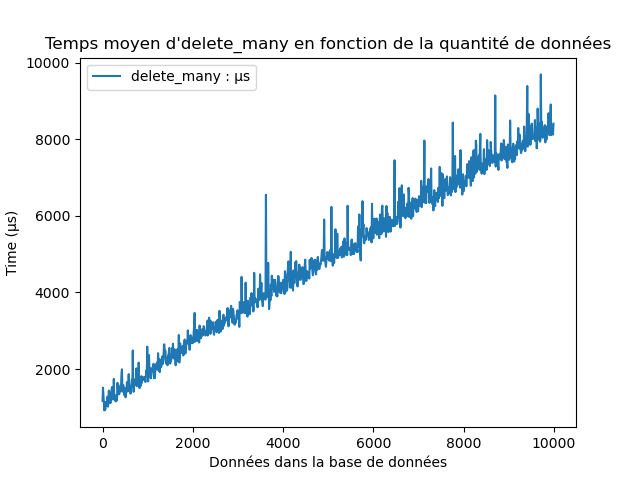 Temps moyen d'delete_many en fonction de la quantité de données
delete_many : µs
Time (µs)
10000
8000
6000
4000
2000
0
2000
4000
6000
8000
10000
Données dans la base de données